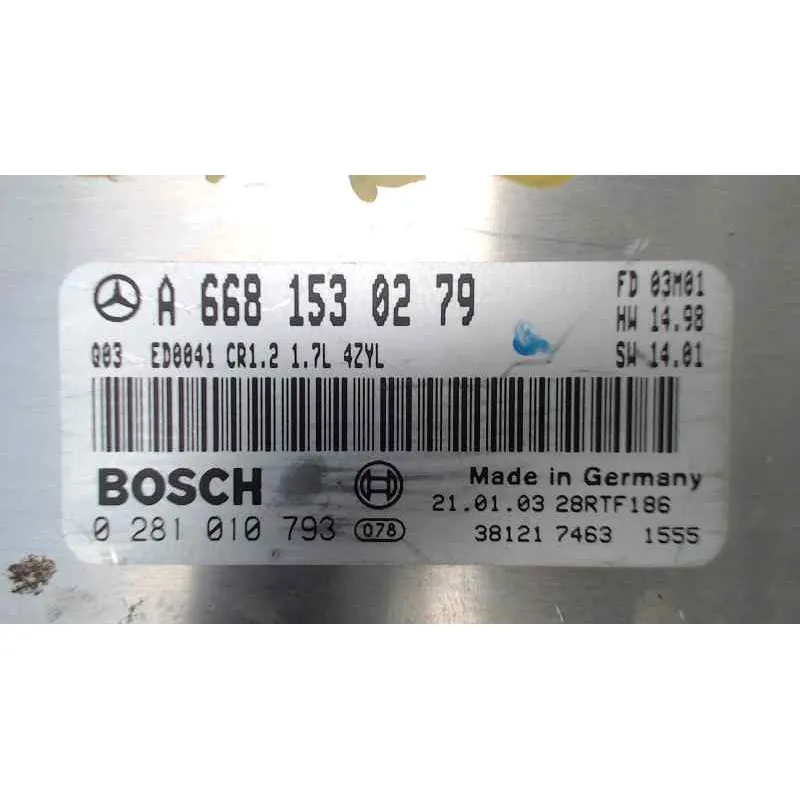 A 668 153 02 79
FD 03M01
HW 14.98
Q03 ED0041 CR1.2 1.7L 4ZYL
SW 14.01
BOSCH
Made in Germany
21.01.03 28RTF186
0 281 010 793 078
381217 7463 1555